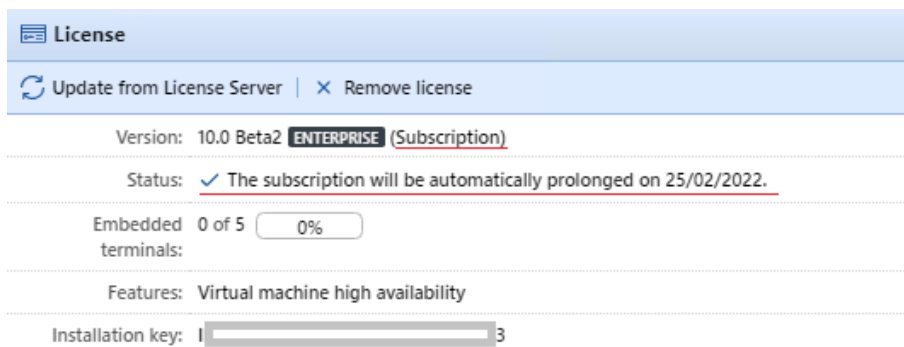 License
Update from License Server | Remove license
Version: 10.0 Beta2 ENTERPRISE (Subscription)
Status: The subscription will be automatically prolonged on 25/02/2022.
Embedded 0 of 5 0%
terminals:
Features: Virtual machine high availability
Installation key: I 3